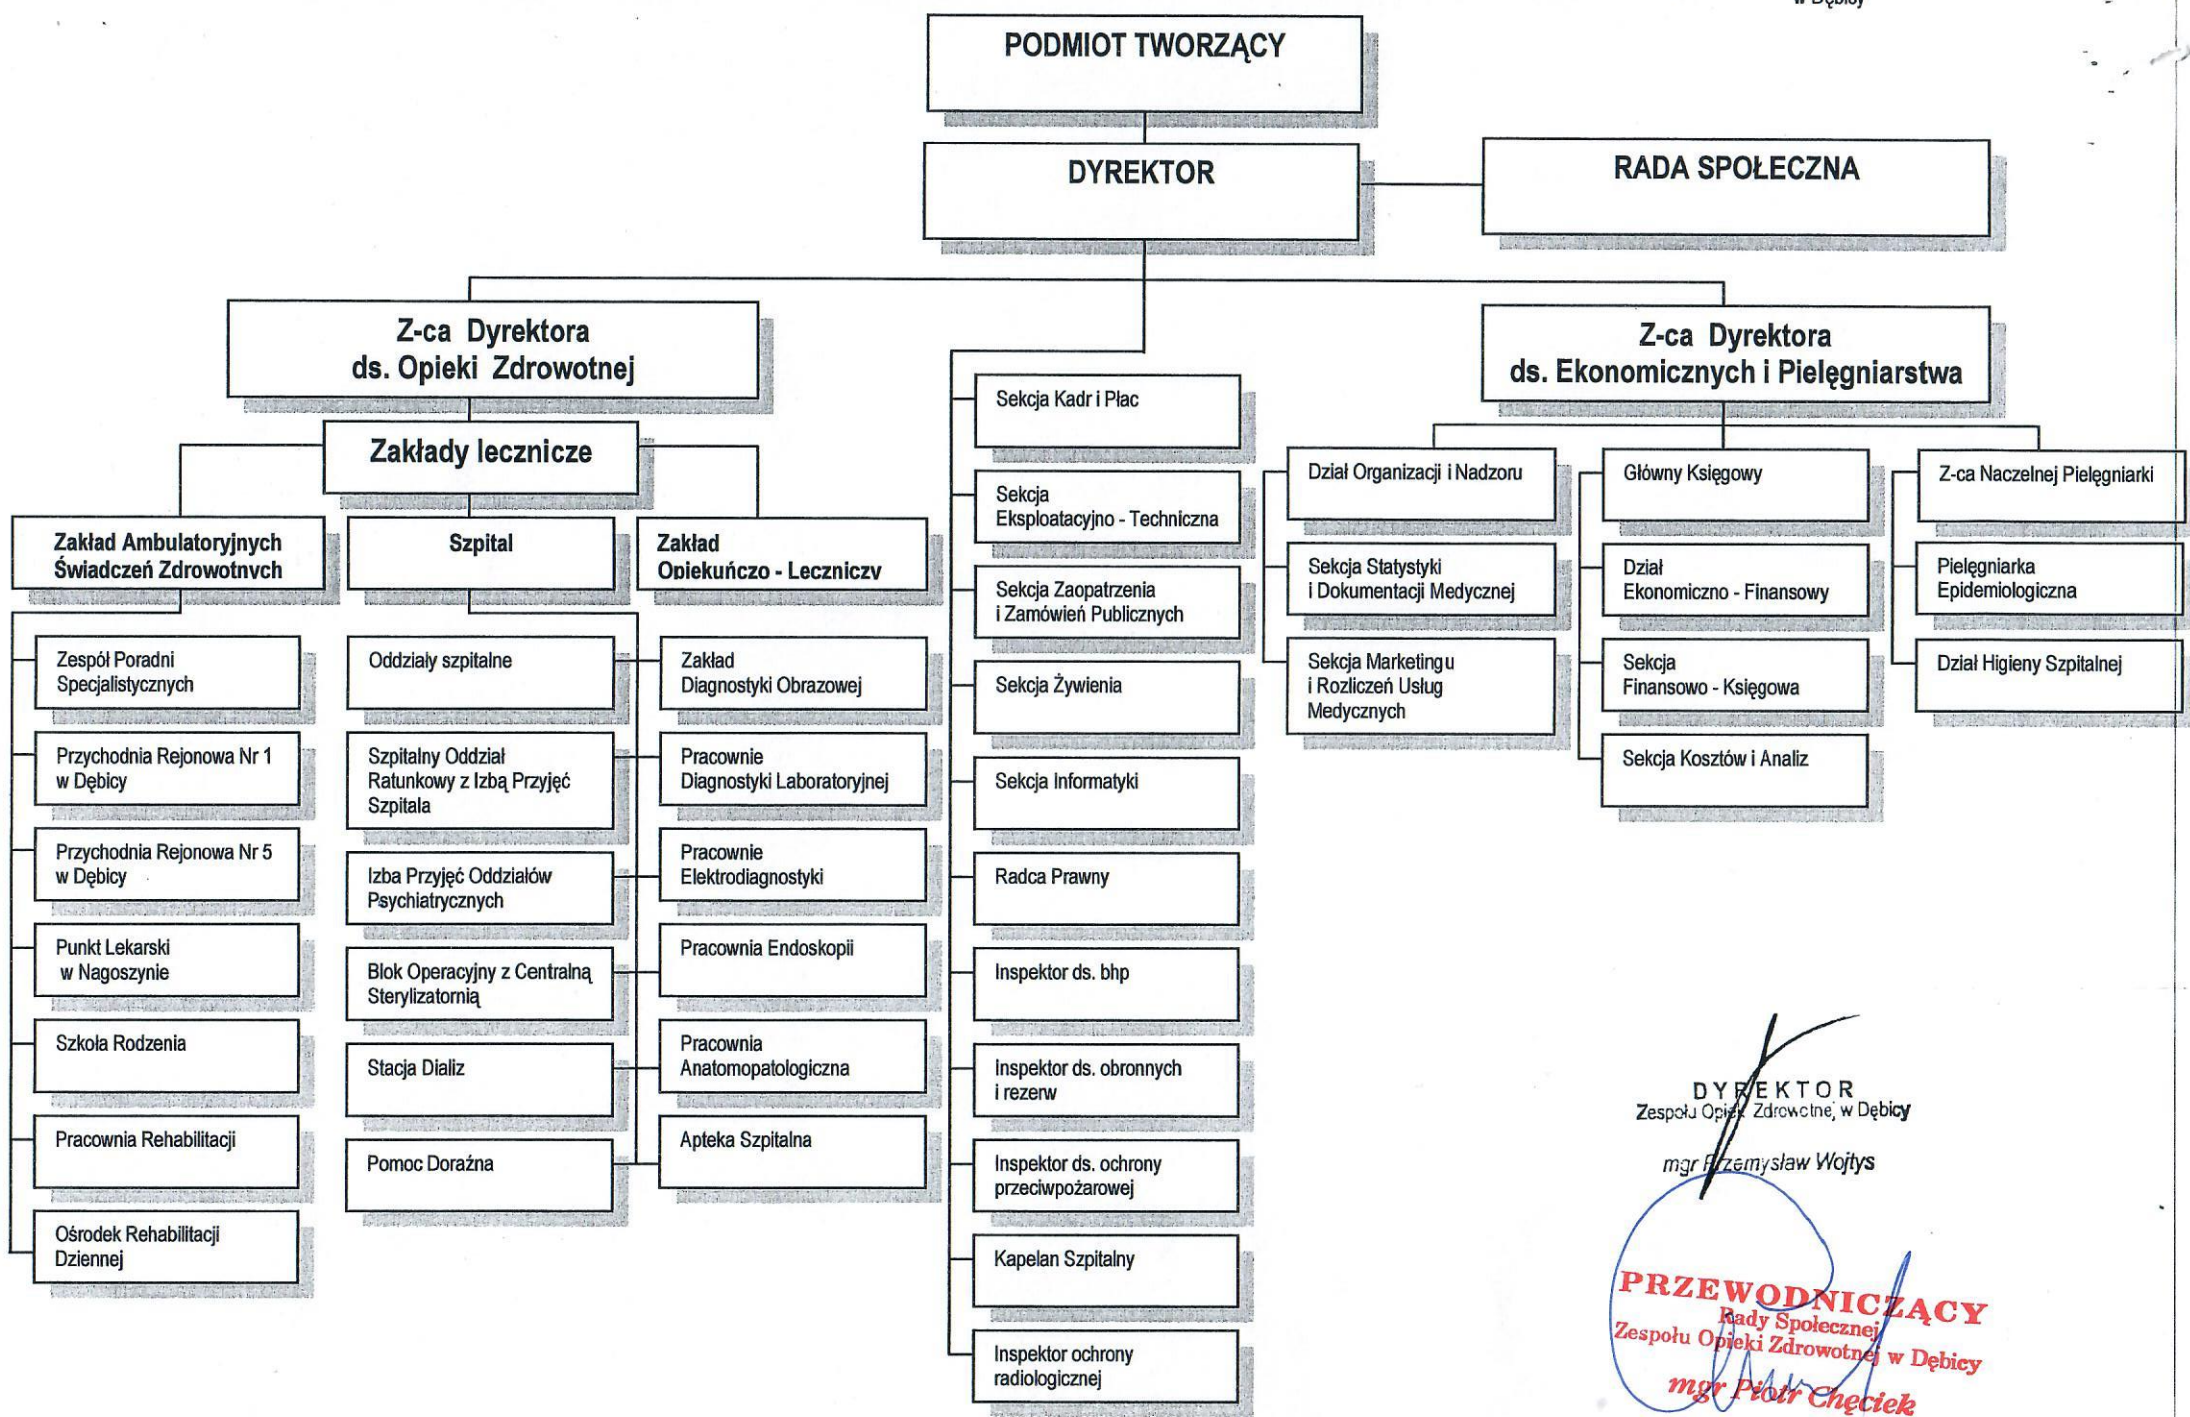 w Dębicy
PODMIOT TWORZĄCY
DYREKTOR
RADA SPOŁECZNA
Z-ca Dyrektora
ds. Opieki Zdrowotnej
Z-ca Dyrektora
ds. Ekonomicznych i Pielęgniarstwa
Zakłady lecznicze
Zakład Ambulatoryjnych
Świadczeń Zdrowotnych
Szpital
Zakład
Opiekuńczo - Leczniczy
Zespół Poradni
Specjalistycznych
Przychodnia Rejonowa Nr 1
w Dębicy
Przychodnia Rejonowa Nr 5
w Dębicy
Punkt Lekarski
w Nagoszynie
Szkoła Rodzenia
Pracownia Rehabilitacji
Ośrodek Rehabilitacji
Dziennej
Oddziały szpitalne
Szpitalny Oddział
Ratunkowy z Izbą Przyjęć
Szpitala
Izba Przyjęć Oddziałów
Psychiatrycznych
Blok Operacyjny z Centralną
Sterylizatornią
Stacja Dializ
Pomoc Doraźna
Zakład
Diagnostyki Obrazowej
Pracownie
Diagnostyki Laboratoryjnej
Pracownie
Elektrodiagnostyki
Pracownia Endoskopii
Pracownia
Anatomopatologiczna
Apteka Szpitalna
Sekcja Kadr i Płac
Sekcja
Eksploatacyjno - Techniczna
Sekcja Zaopatrzenia
i Zamówień Publicznych
Sekcja Żywienia
Sekcja Informatyki
Radca Prawny
Inspektor ds. bhp
Inspektor ds. obronnych
i rezerw
Inspektor ds. ochrony
przeciwpożarowej
Kapelan Szpitalny
Inspektor ochrony
radiologicznej
Dział Organizacji i Nadzoru
Sekcja Statystyki
i Dokumentacji Medycznej
Sekcja Marketingu
i Rozliczeń Usług
Medycznych
Główny Księgowy
Dział
Ekonomiczno - Finansowy
Sekcja
Finansowo - Księgowa
Sekcja Kosztów i Analiz
Z-ca Naczelnej Pielęgniarki
Pielęgniarka
Epidemiologiczna
Dział Higieny Szpitalnej
DYREKTOR
Zespołu Opieki Zdrowotnej w Dębicy
mgr Przemysław Wojtys
PRZEWODNICZĄCY
Rady Społecznej
Zespołu Opieki Zdrowotnej w Dębicy
mgr Piotr Chęciek